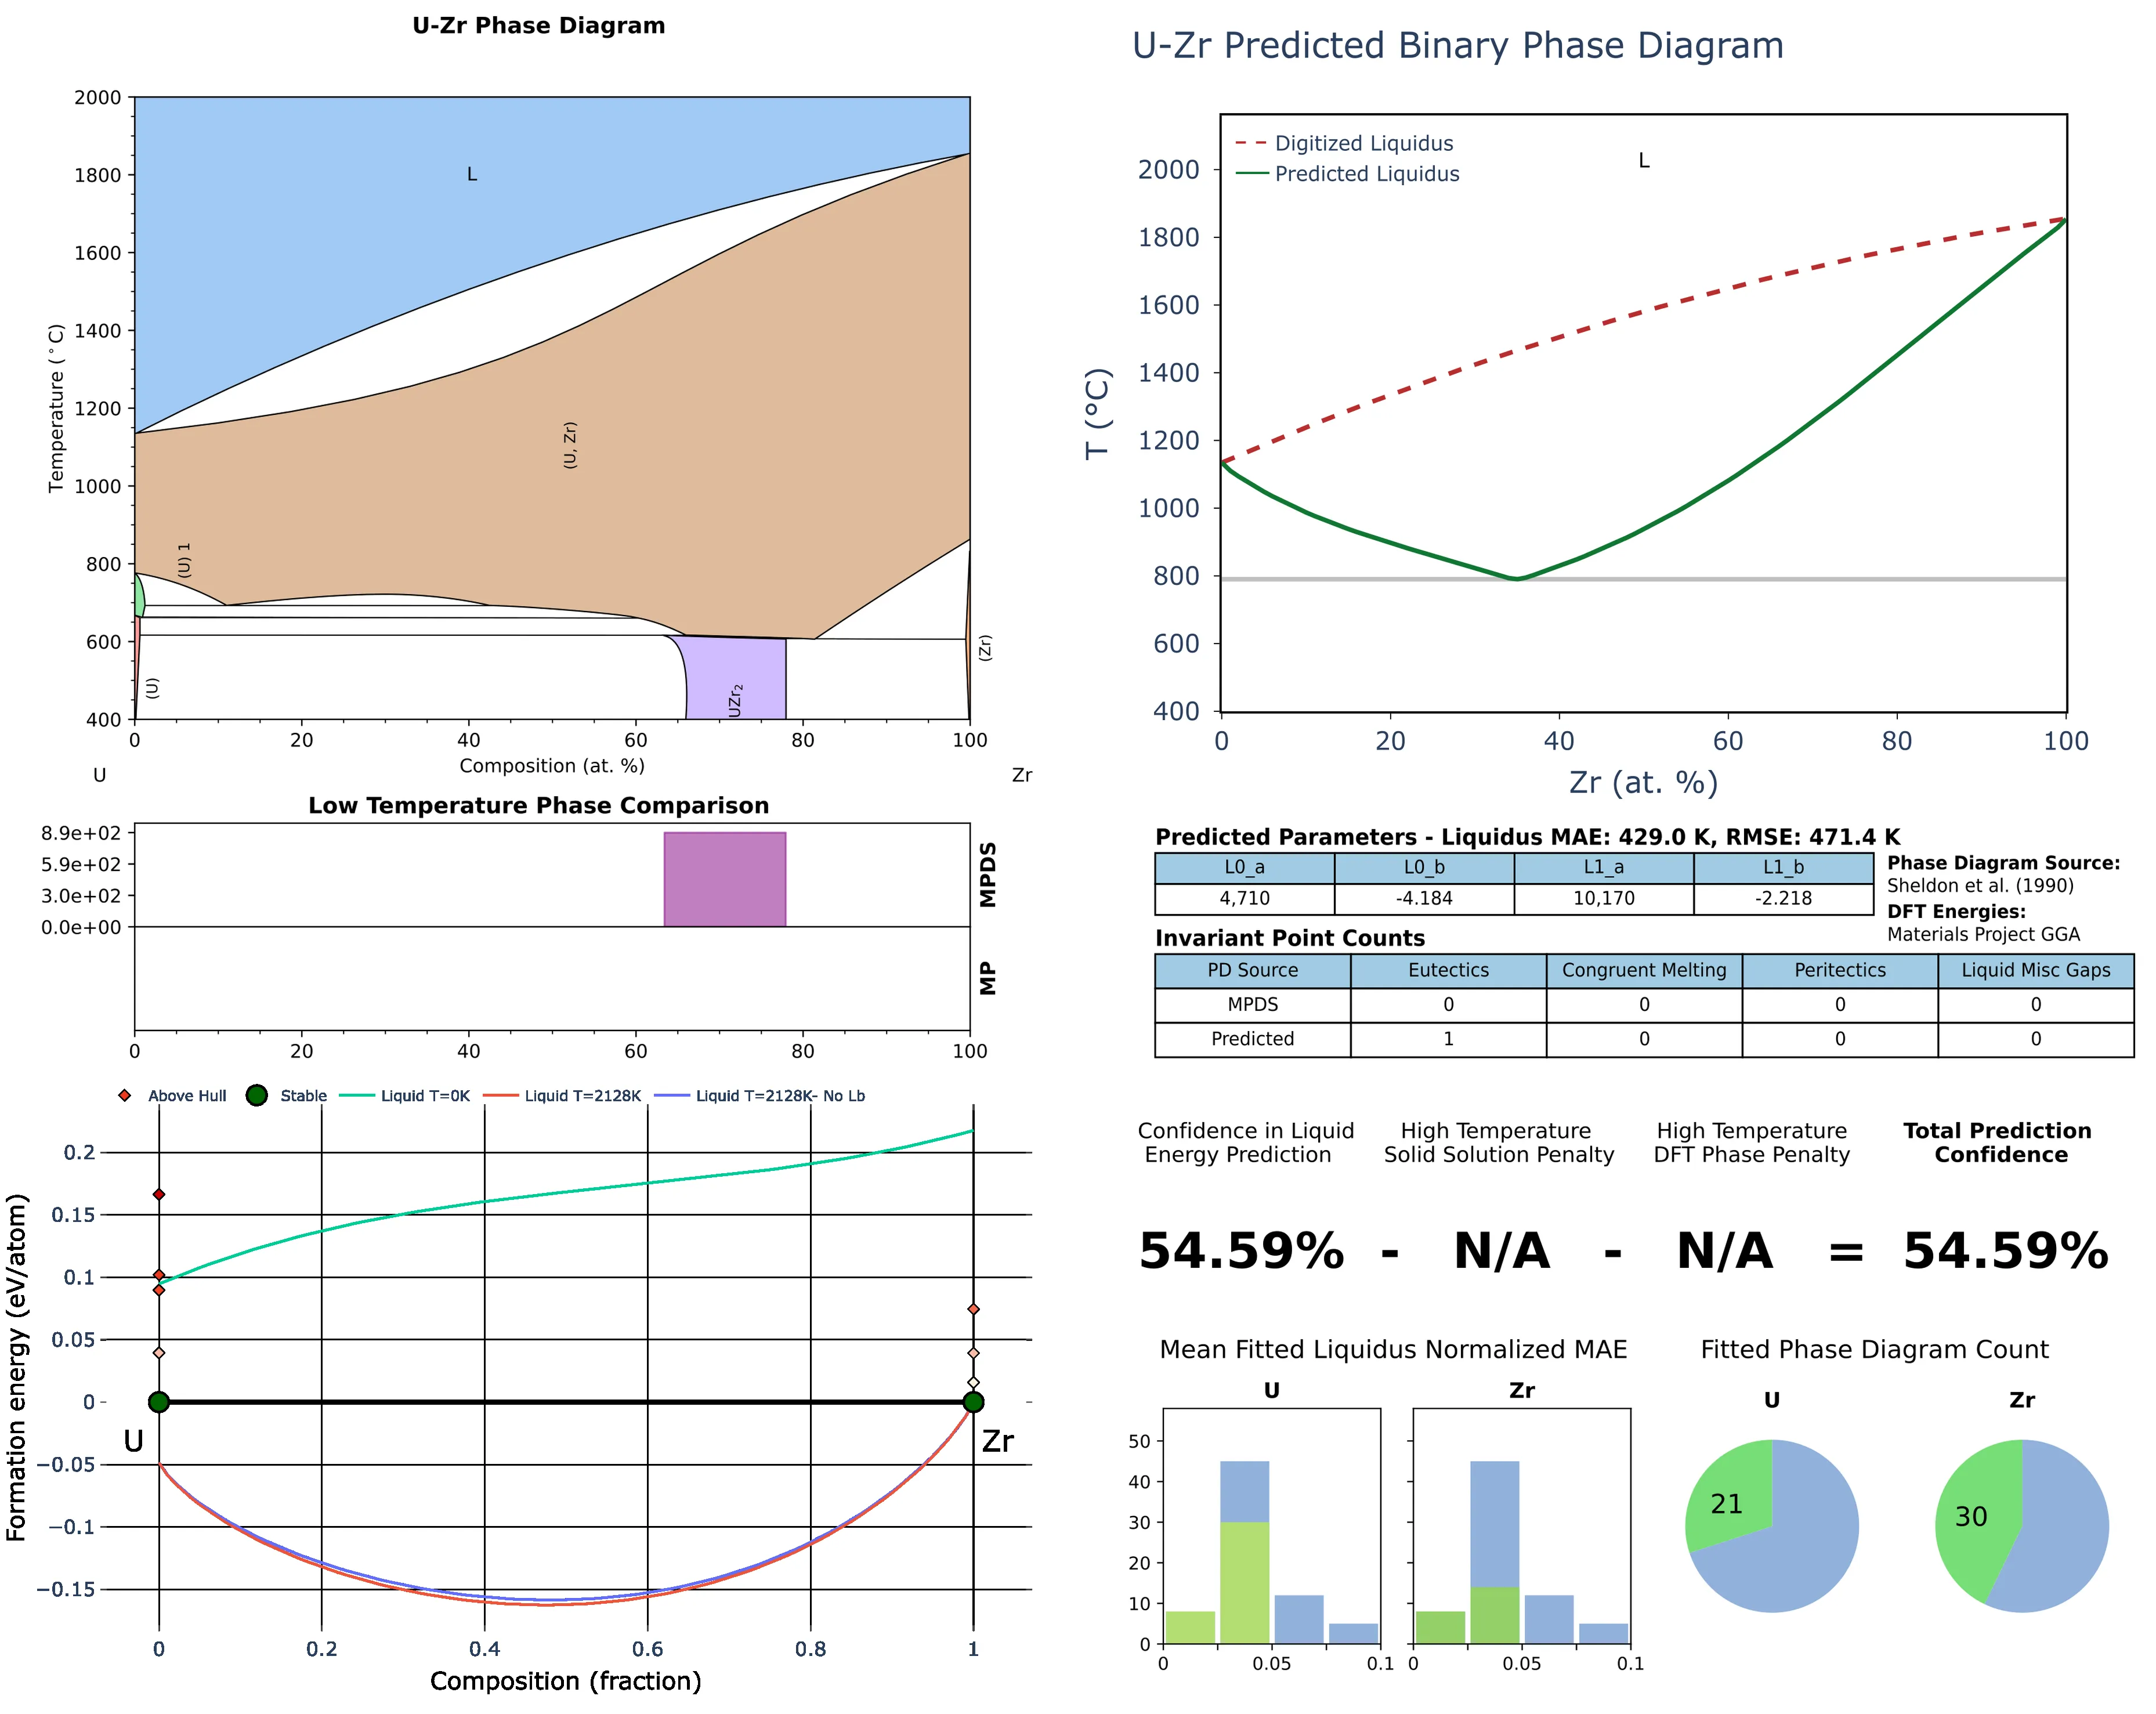 U-Zr Phase Diagram
2000
1800
1600
1400
1200
1000
800
600
400
Temperature (°C)
L
(U, Zr)
(U) 1
(U)
UZr2
(Zr)
0 20 40 60 80 100
Composition (at. %)
U Zr
Low Temperature Phase Comparison
8.9e+02
5.9e+02
3.0e+02
0.0e+00
MPDS
MP
0 20 40 60 80 100
Above Hull Stable Liquid T=0K Liquid T=2128K Liquid T=2128K- No Lb
0.2
0.15
0.1
0.05
0
−0.05
−0.1
−0.15
Formation energy (eV/atom)
U Zr
0 0.2 0.4 0.6 0.8 1
Composition (fraction)
U-Zr Predicted Binary Phase Diagram
Digitized Liquidus
Predicted Liquidus
L
2000
1800
1600
1400
1200
1000
800
600
400
T (°C)
0 20 40 60 80 100
Zr (at. %)
Predicted Parameters - Liquidus MAE: 429.0 K, RMSE: 471.4 K
L0_a L0_b L1_a L1_b
4,710 -4.184 10,170 -2.218
Phase Diagram Source:
Sheldon et al. (1990)
DFT Energies:
Materials Project GGA
Invariant Point Counts
PD Source Eutectics Congruent Melting Peritectics Liquid Misc Gaps
MPDS 0 0 0 0
Predicted 1 0 0 0
Confidence in Liquid
Energy Prediction
High Temperature
Solid Solution Penalty
High Temperature
DFT Phase Penalty
Total Prediction
Confidence
54.59% - N/A - N/A = 54.59%
Mean Fitted Liquidus Normalized MAE
U Zr
50
40
30
20
10
0
0 0.05 0.1
0 0.05 0.1
Fitted Phase Diagram Count
U Zr
21 30